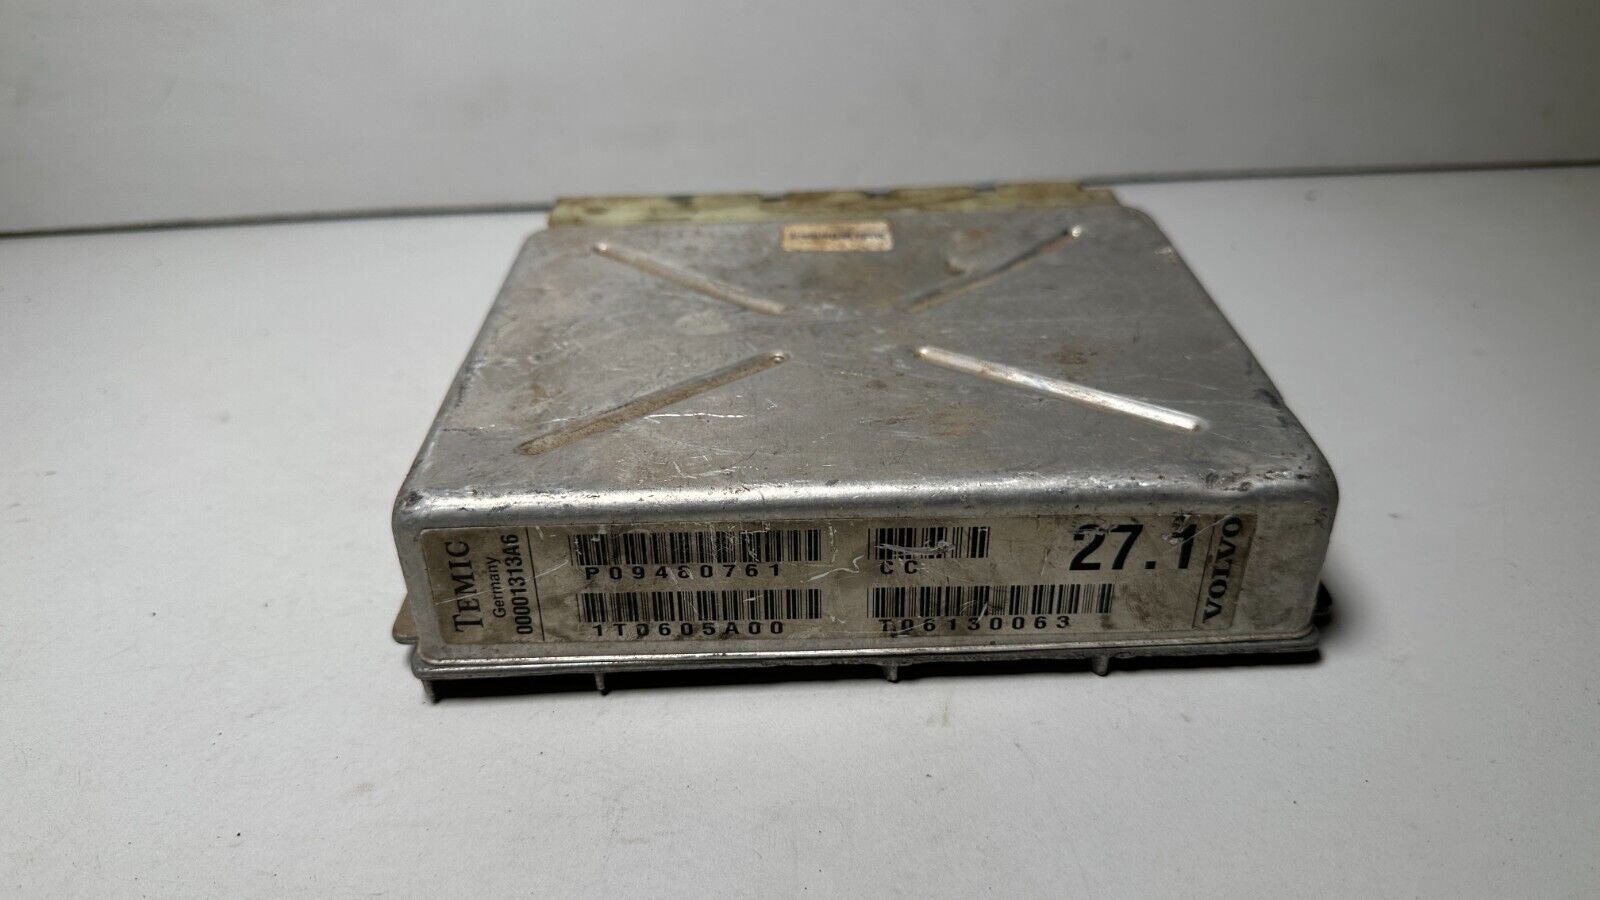 TEMIC
Germany
00001313A6
P09480761
CC
27.1
VOLVO
1T0605A00
T06130063